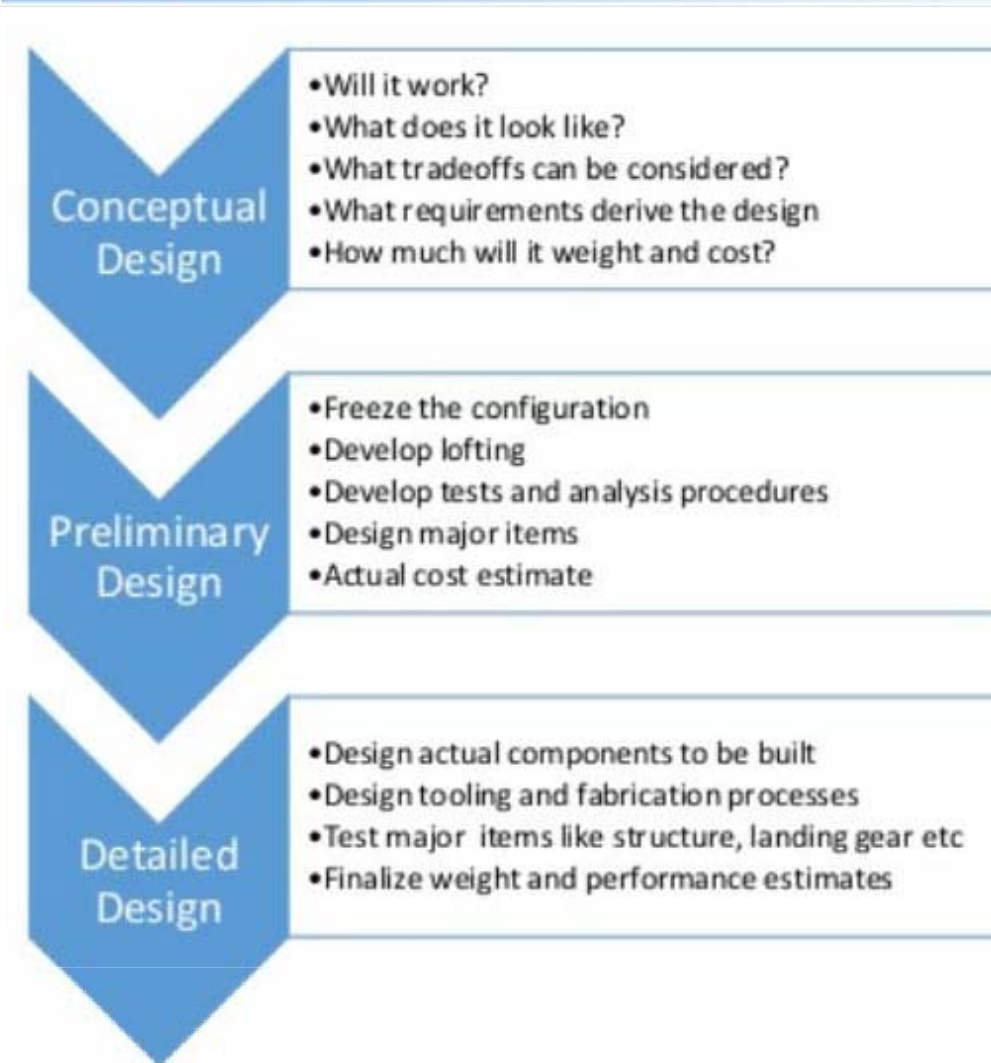 Conceptual
Design
•Will it work?
•What does it look like?
•What tradeoffs can be considered?
•What requirements derive the design
•How much will it weight and cost?
Preliminary
Design
•Freeze the configuration
•Develop lofting
•Develop tests and analysis procedures
•Design major items
•Actual cost estimate
Detailed
Design
•Design actual components to be built
•Design tooling and fabrication processes
•Test major items like structure, landing gear etc
•Finalize weight and performance estimates